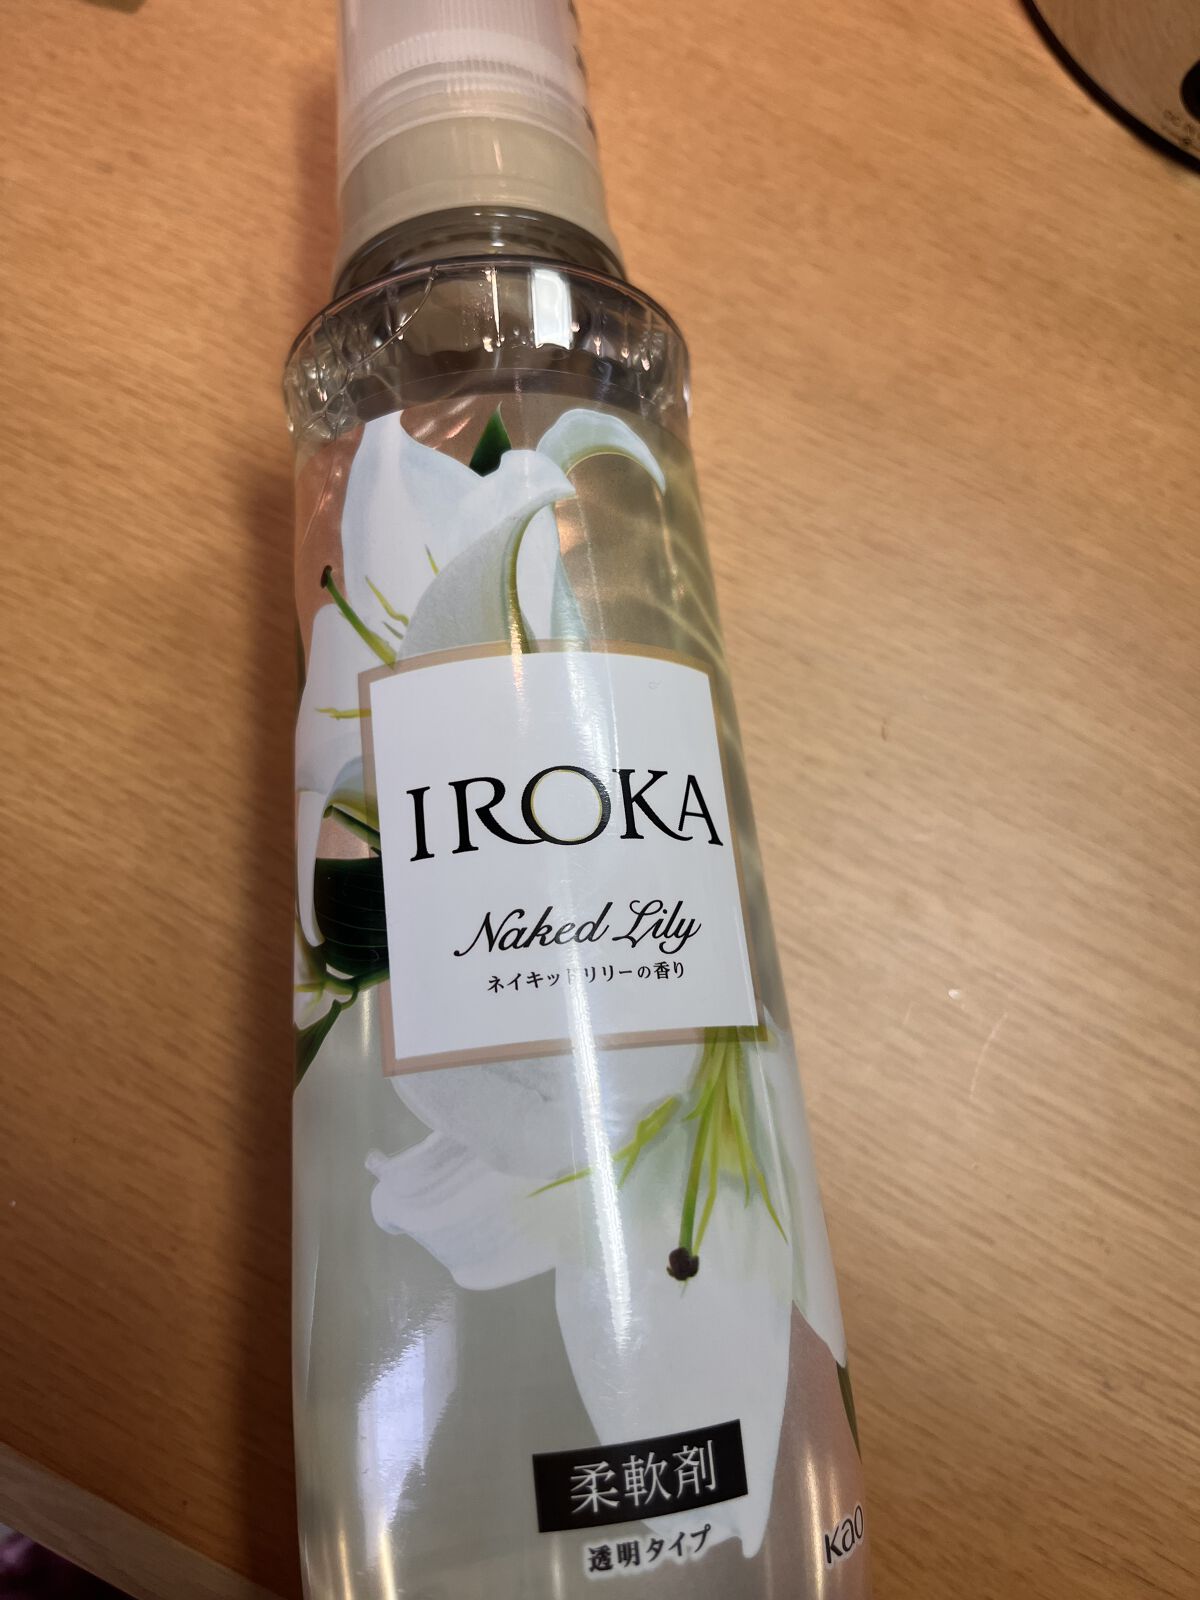 IROKA
Naked Lily
ネイキッドリリーの香り
柔軟剤
透明タイプ
kao